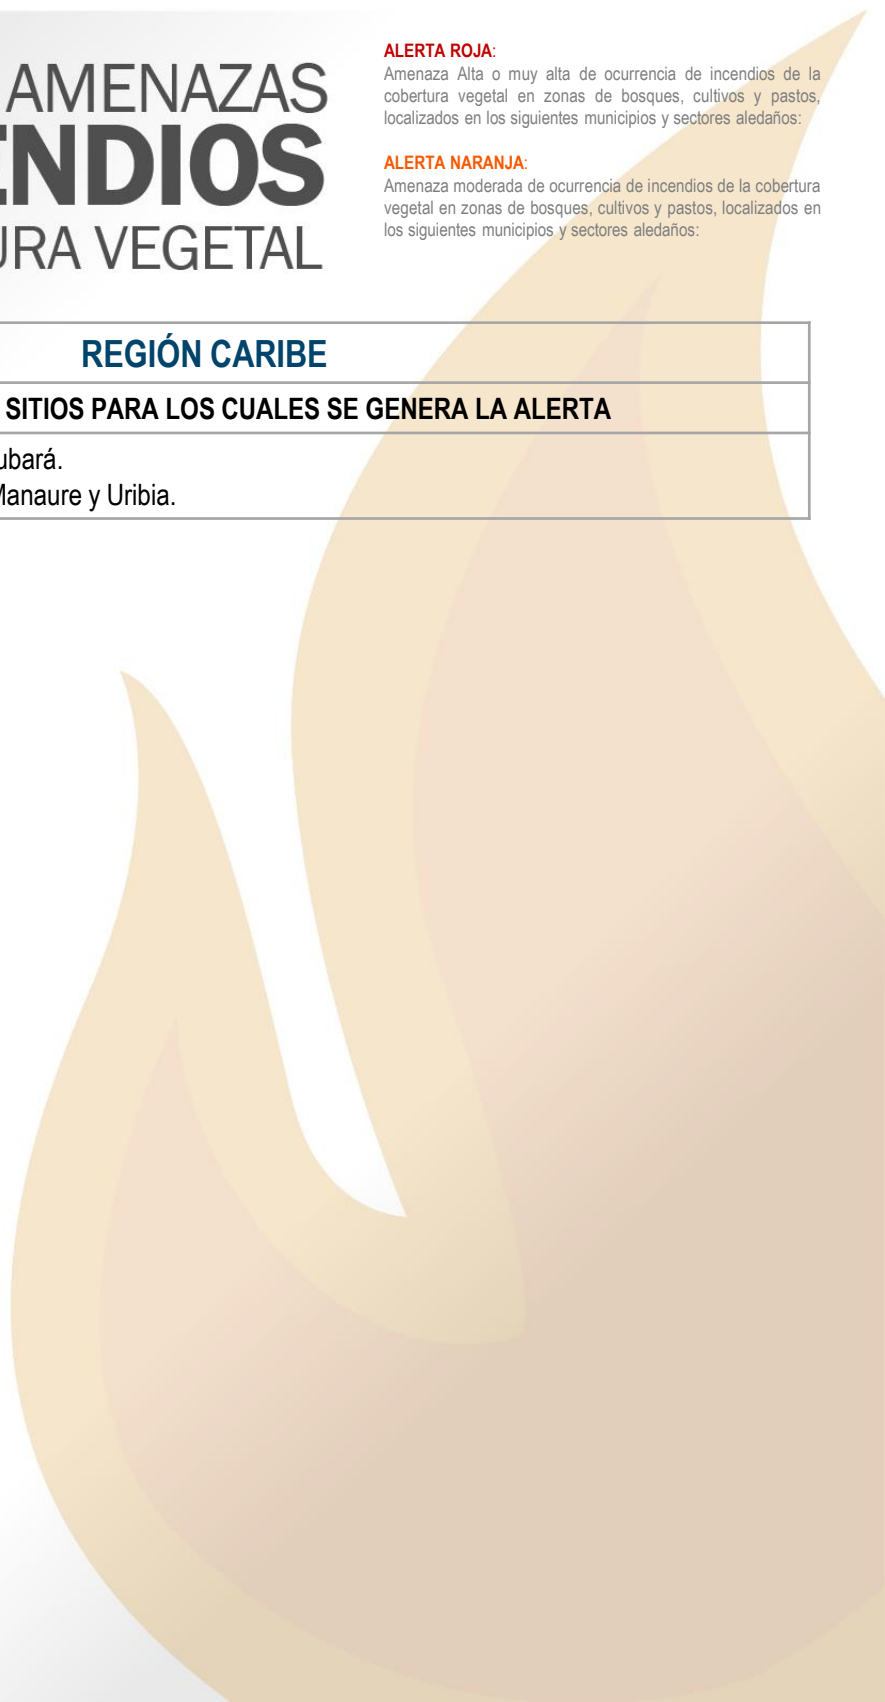 AMENAZAS
ENDIOS
URA VEGETAL
ALERTA ROJA:
Amenaza Alta o muy alta de ocurrencia de incendios de la
cobertura vegetal en zonas de bosques, cultivos y pastos,
localizados en los siguientes municipios y sectores aledaños:
ALERTA NARANJA:
Amenaza moderada de ocurrencia de incendios de la cobertura
vegetal en zonas de bosques, cultivos y pastos, localizados en
los siguientes municipios y sectores aledaños:
REGIÓN CARIBE
SITIOS PARA LOS CUALES SE GENERA LA ALERTA
ubará.
Manaure y Uribia.